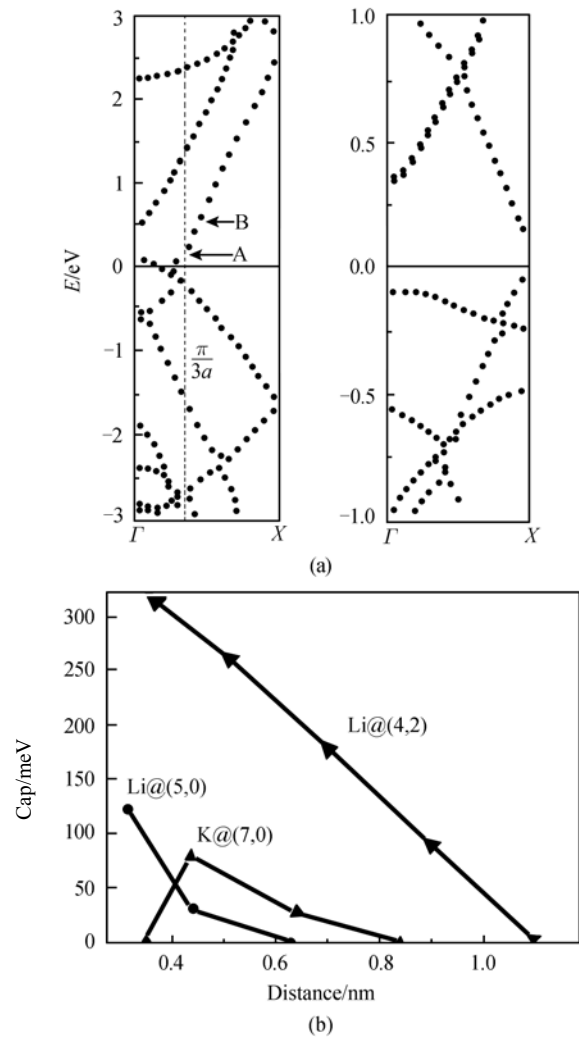 3
2
1
0
−1
−2
−3
E/eV
B
A
π/3a
Γ
X
1.0
0.5
0.0
−0.5
−1.0
Γ
X
(a)
300
250
200
150
100
50
0
Cap/meV
Li@(4,2)
Li@(5,0)
K@(7,0)
0.4 0.6 0.8 1.0
Distance/nm
(b)